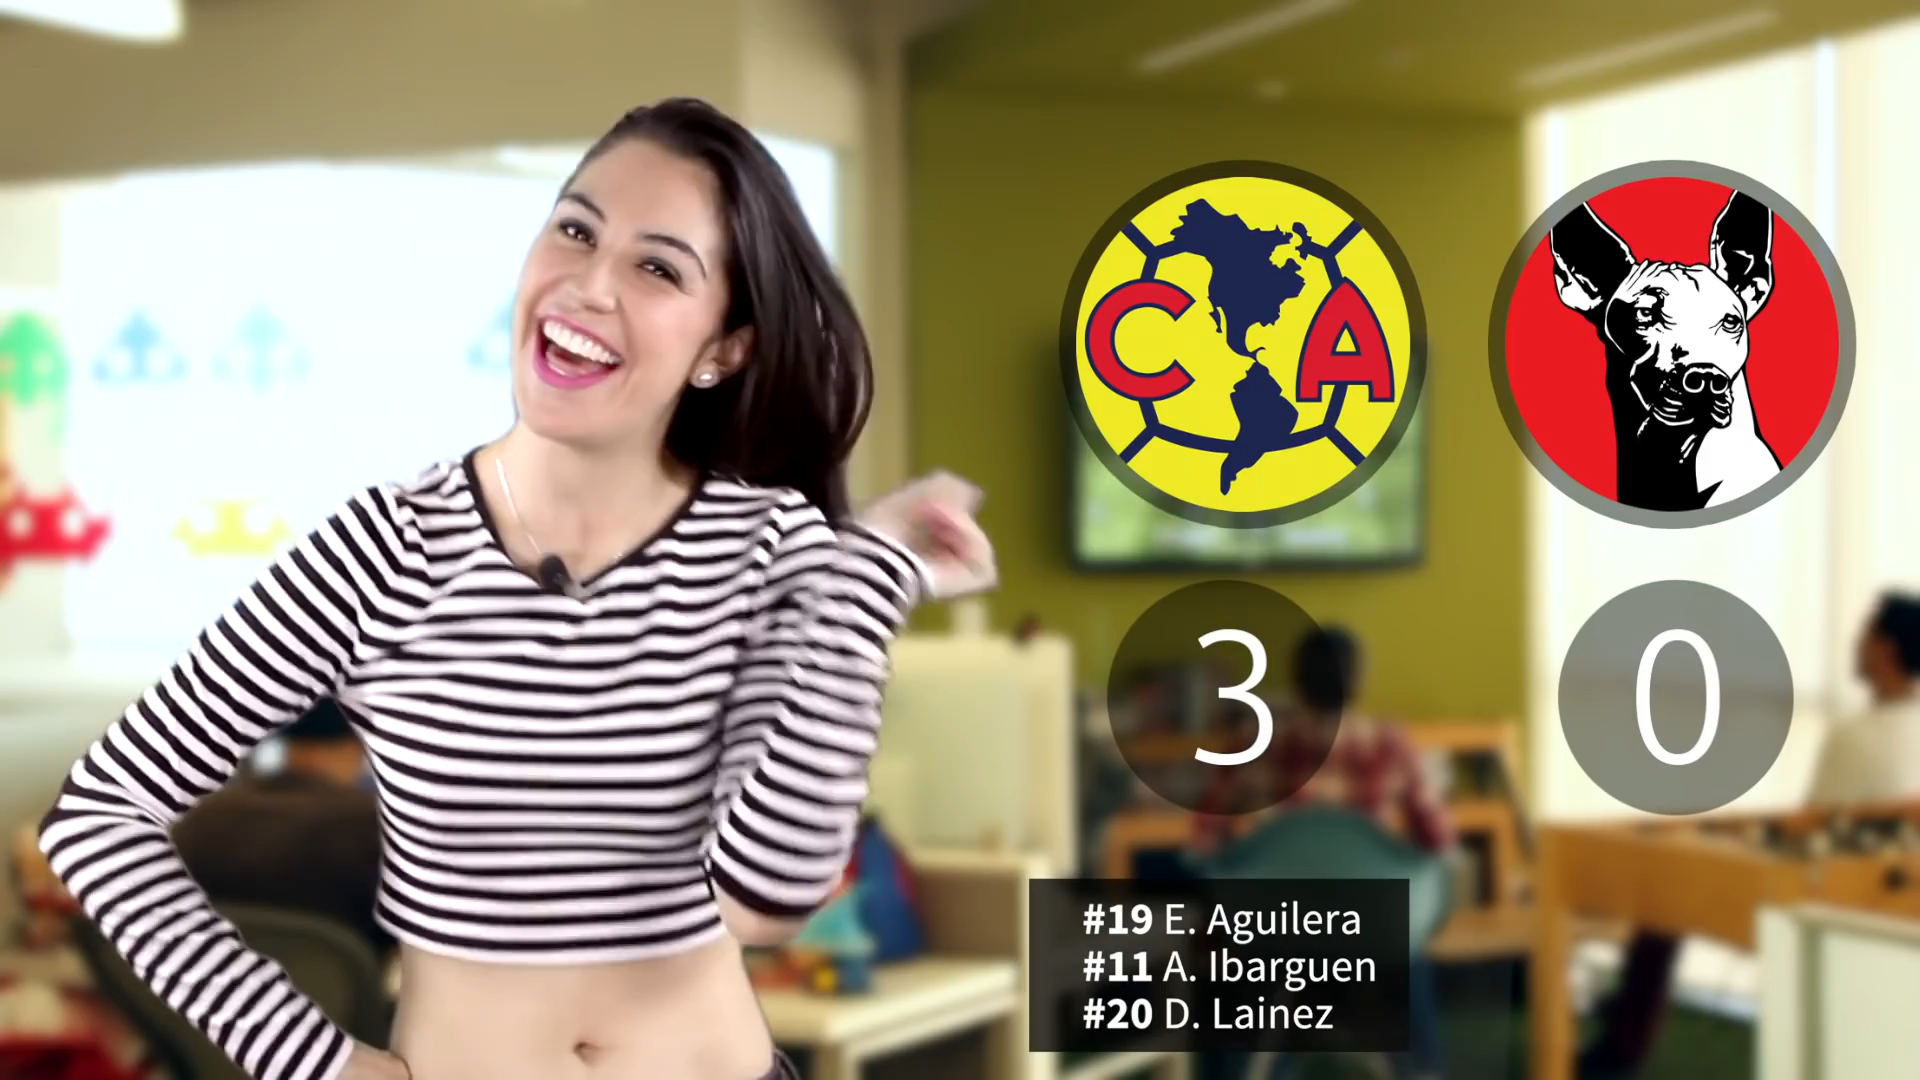 C A
3 0
#19 E. Aguilera
#11 A. Ibarguen
#20 D. Lainez